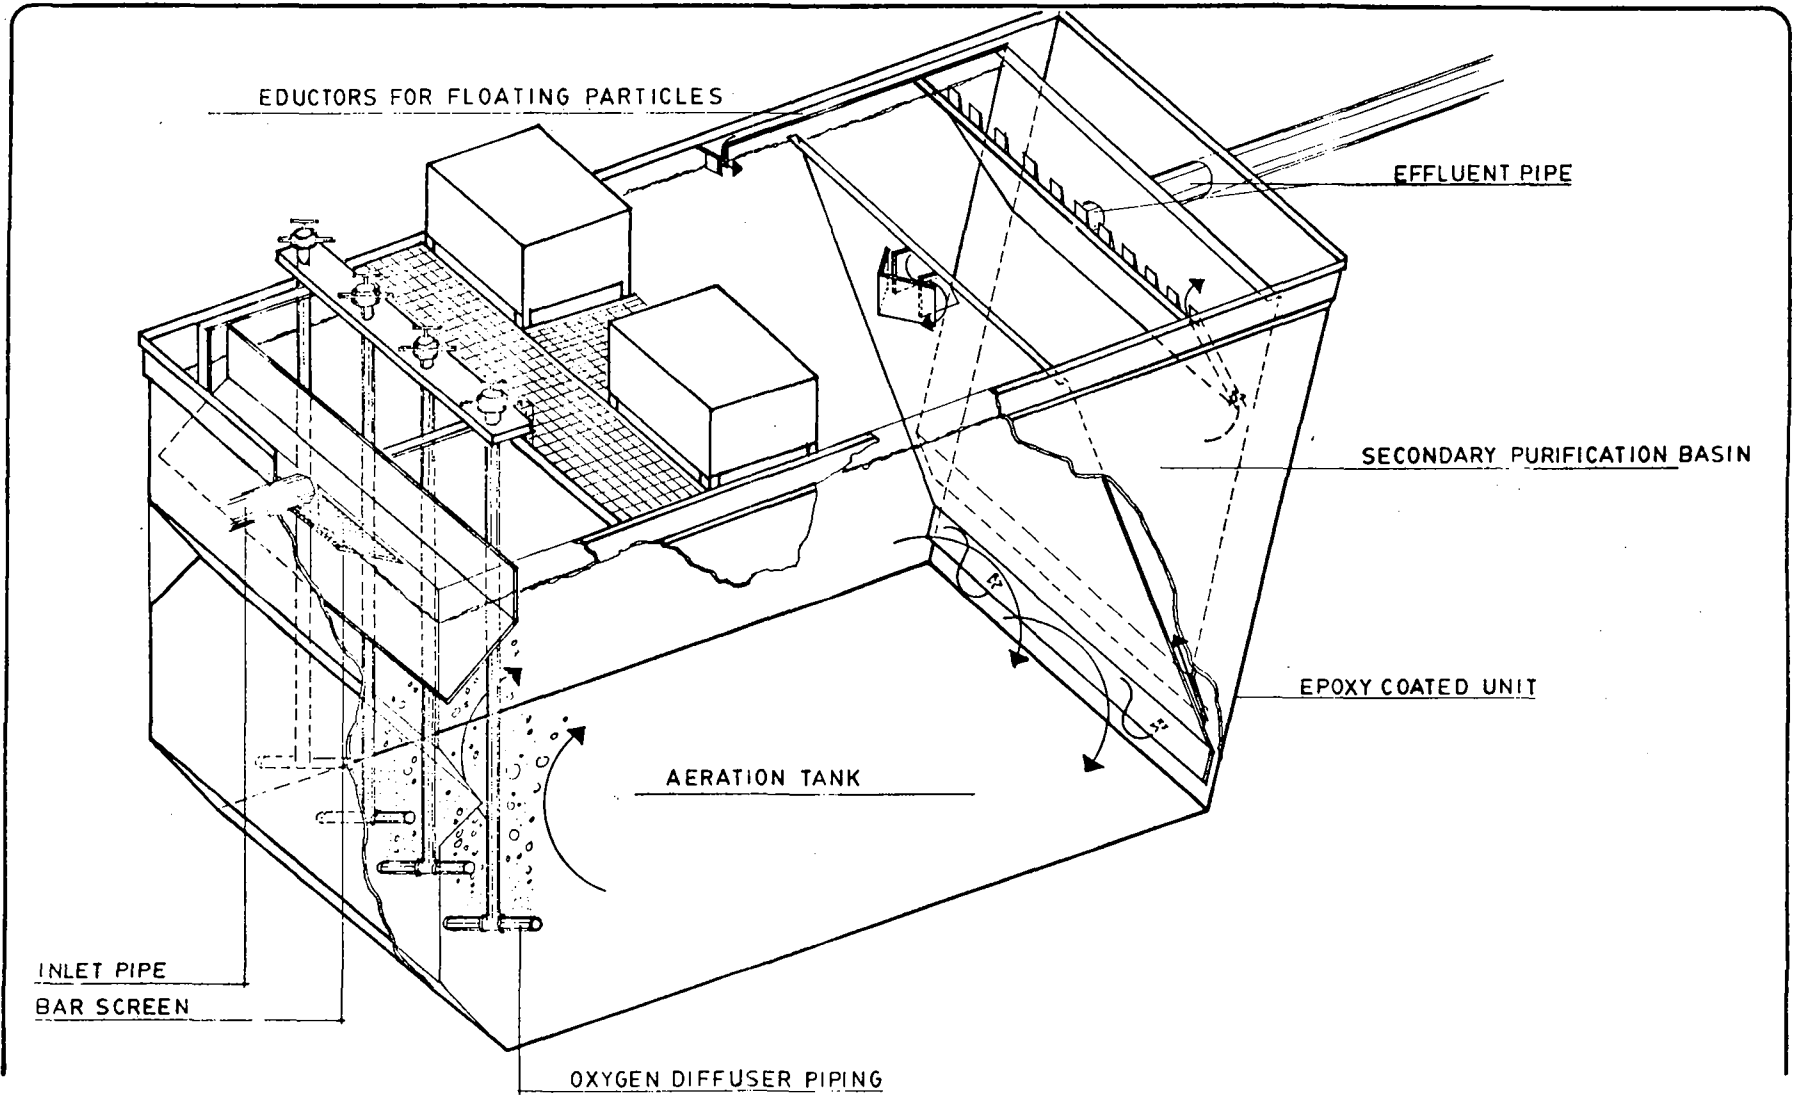 EDUCTORS FOR FLOATING PARTICLES
EFFLUENT PIPE
SECONDARY PURIFICATION BASIN
EPOXY COATED UNIT
AERATION TANK
INLET PIPE
BAR SCREEN
OXYGEN DIFFUSER PIPING